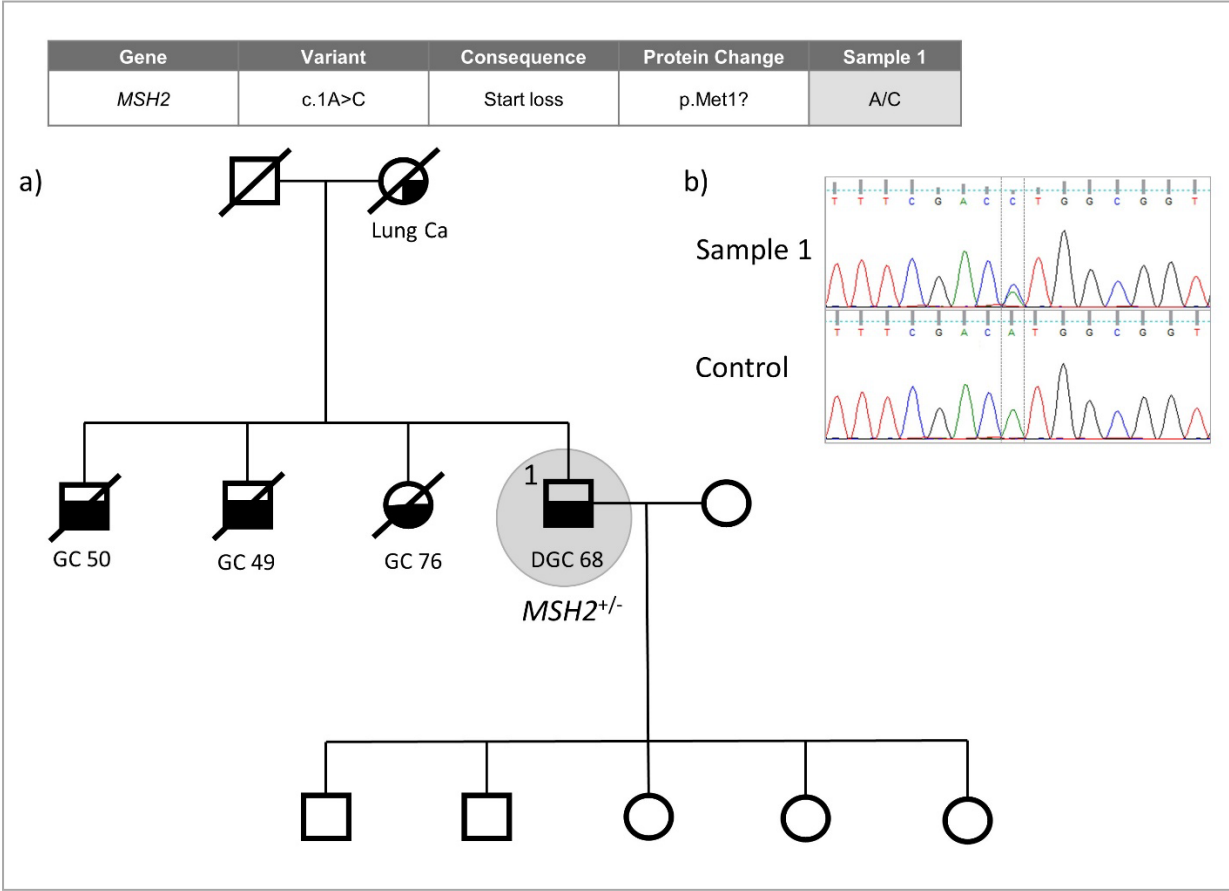 Gene Variant Consequence Protein Change Sample 1
MSH2 c.1A>C Start loss p.Met1? A/C
a)
Lung Ca
b)
T T T C G A C C T G G C G G T
Sample 1
T T T C G A C A T G G C G G T
Control
1
GC 50 GC 49 GC 76 DGC 68
MSH2+/-